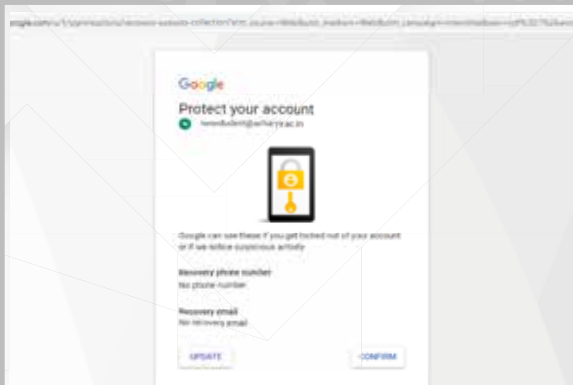 Google
Protect your account
Google can use these if you get locked out of your account
or if we notice suspicious activity
Recovery phone number
No phone number
Recovery email
No recovery email
UPDATE
CONFIRM